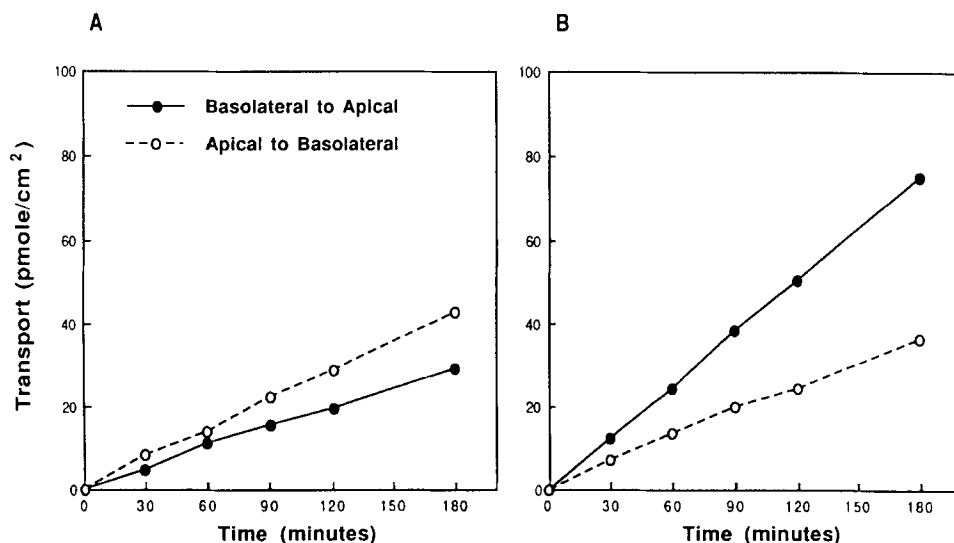 A
B
100
80
60
40
20
0
Transport (pmole/cm²)
Basolateral to Apical
Apical to Basolateral
0 30 60 90 120 150 180
Time (minutes)
100
80
60
40
20
0
0 30 60 90 120 150 180
Time (minutes)